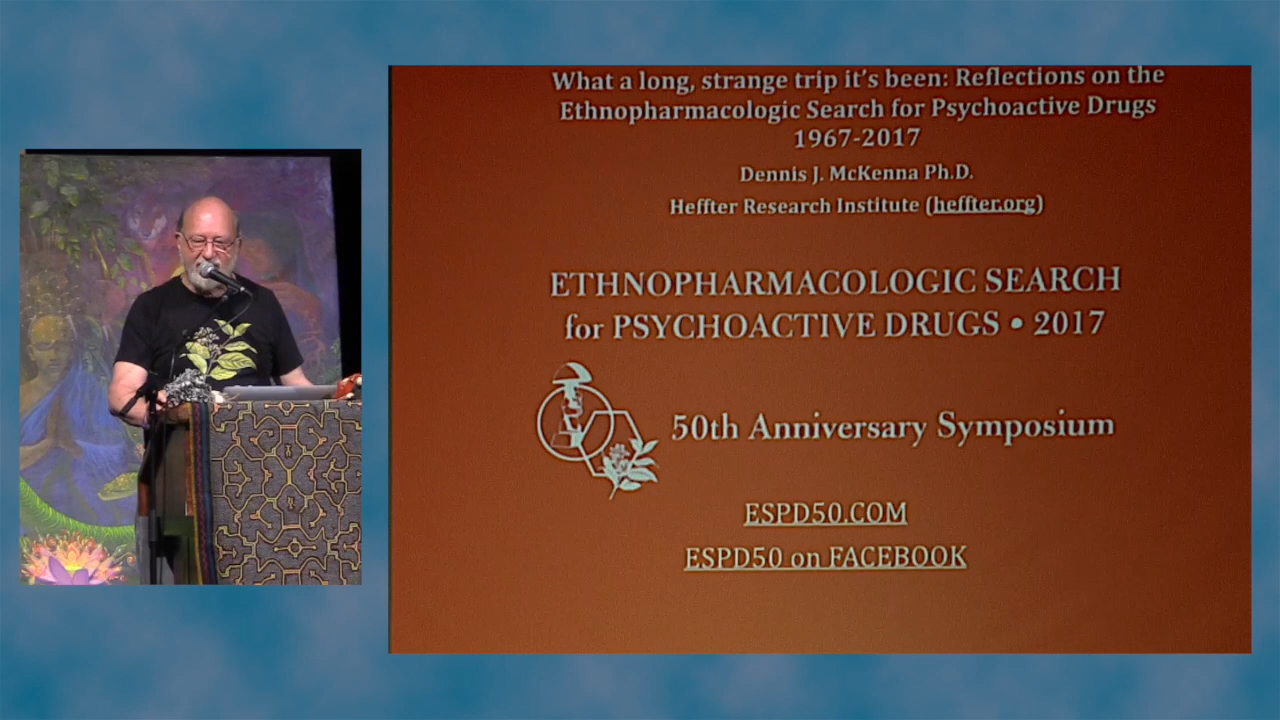 What a long, strange trip it's been: Reflections on the
Ethnopharmacologic Search for Psychoactive Drugs
1967-2017
Dennis J. McKenna Ph.D.
Heffter Research Institute (heffter.org)
ETHNOPHARMACOLOGIC SEARCH
for PSYCHOACTIVE DRUGS • 2017
50th Anniversary Symposium
ESPD50.COM
ESPD50 on FACEBOOK